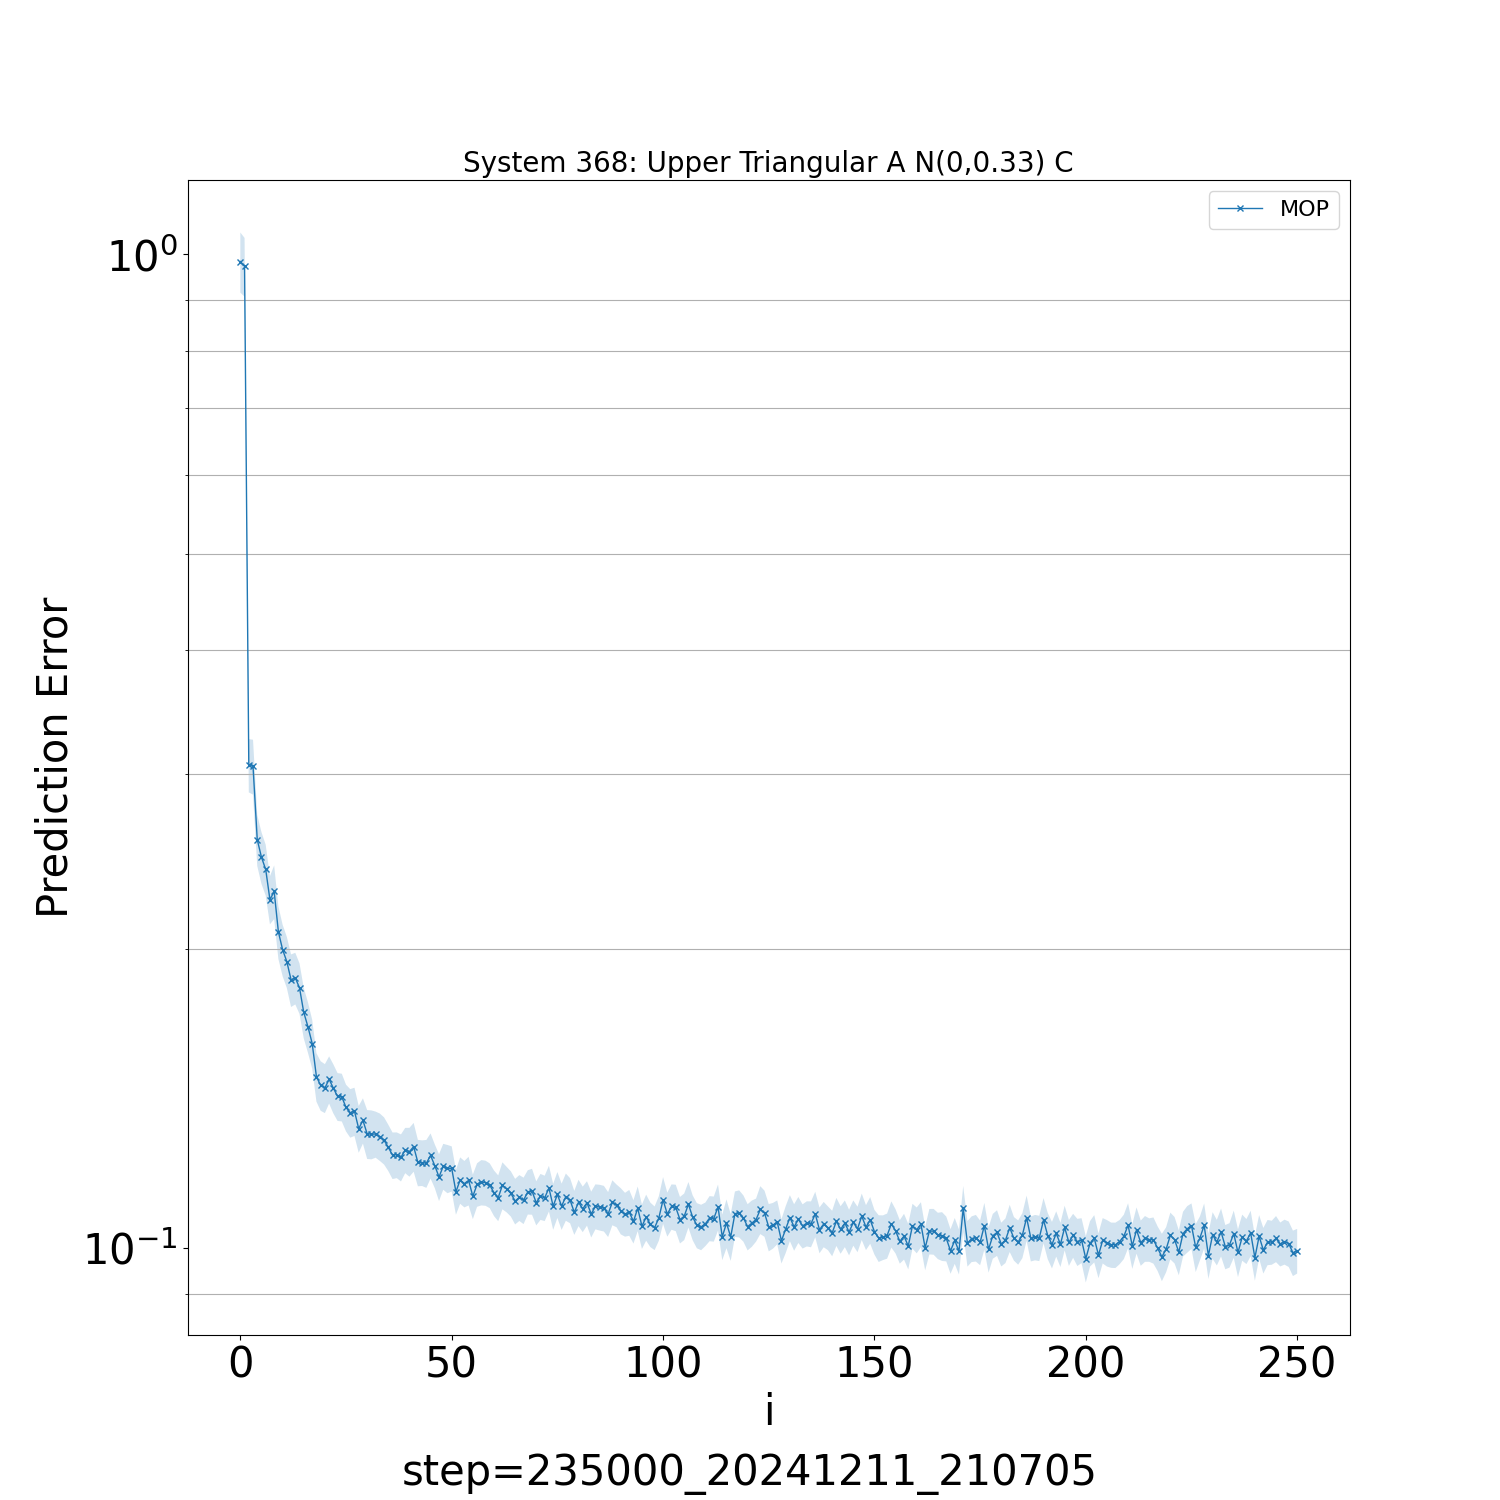 System 368: Upper Triangular A N(0,0.33) C
MOP
10⁰
10⁻¹
Prediction Error
0 50 100 150 200 250
i
step=235000_20241211_210705